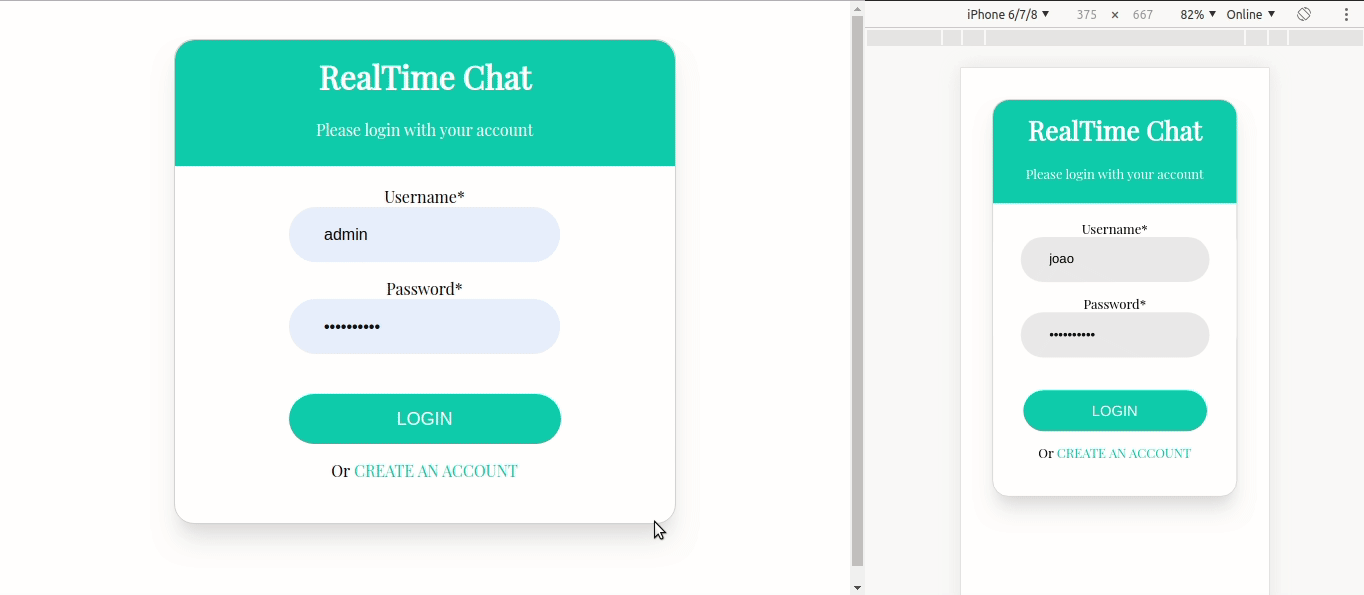 RealTime Chat
Please login with your account
Username*
admin
Password*
••••••••••
LOGIN
Or CREATE AN ACCOUNT
iPhone 6/7/8 ▼ 375 × 667 82% ▼ Online ▼
RealTime Chat
Please login with your account
Username*
joao
Password*
••••••••••
LOGIN
Or CREATE AN ACCOUNT